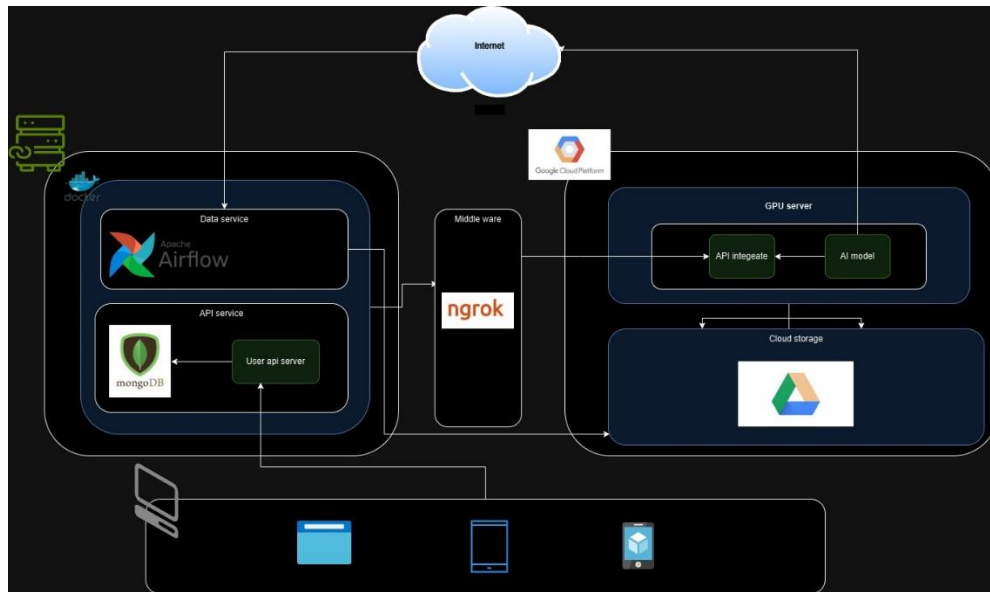 Internet
Google Cloud Platform
docker
GPU server
Data service
Middle ware
Apache
Airflow
API integeate
AI model
ngrok
API service
Cloud storage
User api server
mongoDB